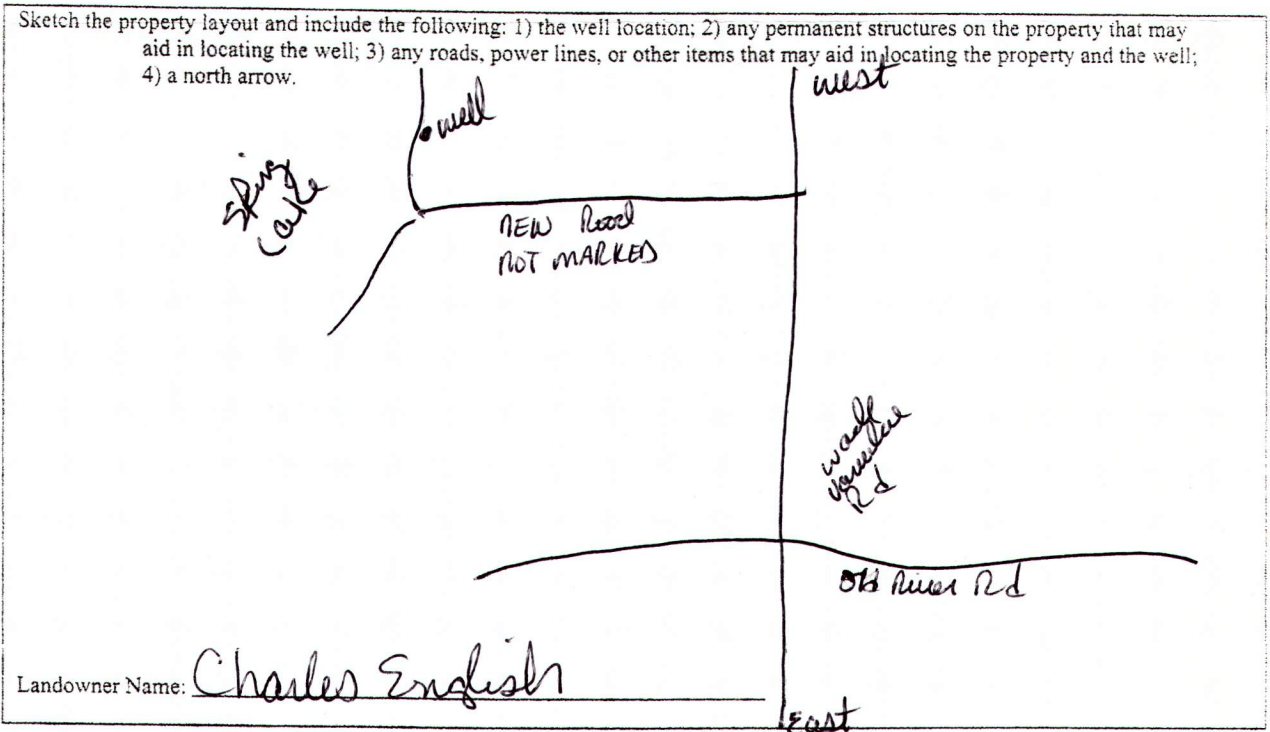 Sketch the property layout and include the following: 1) the well location; 2) any permanent structures on the property that may
aid in locating the well; 3) any roads, power lines, or other items that may aid in locating the property and the well;
4) a north arrow.
west
well
Spring
Lake
NEW Road
NOT MARKED
Rd
Old River Rd
Landowner Name: Charles English
East